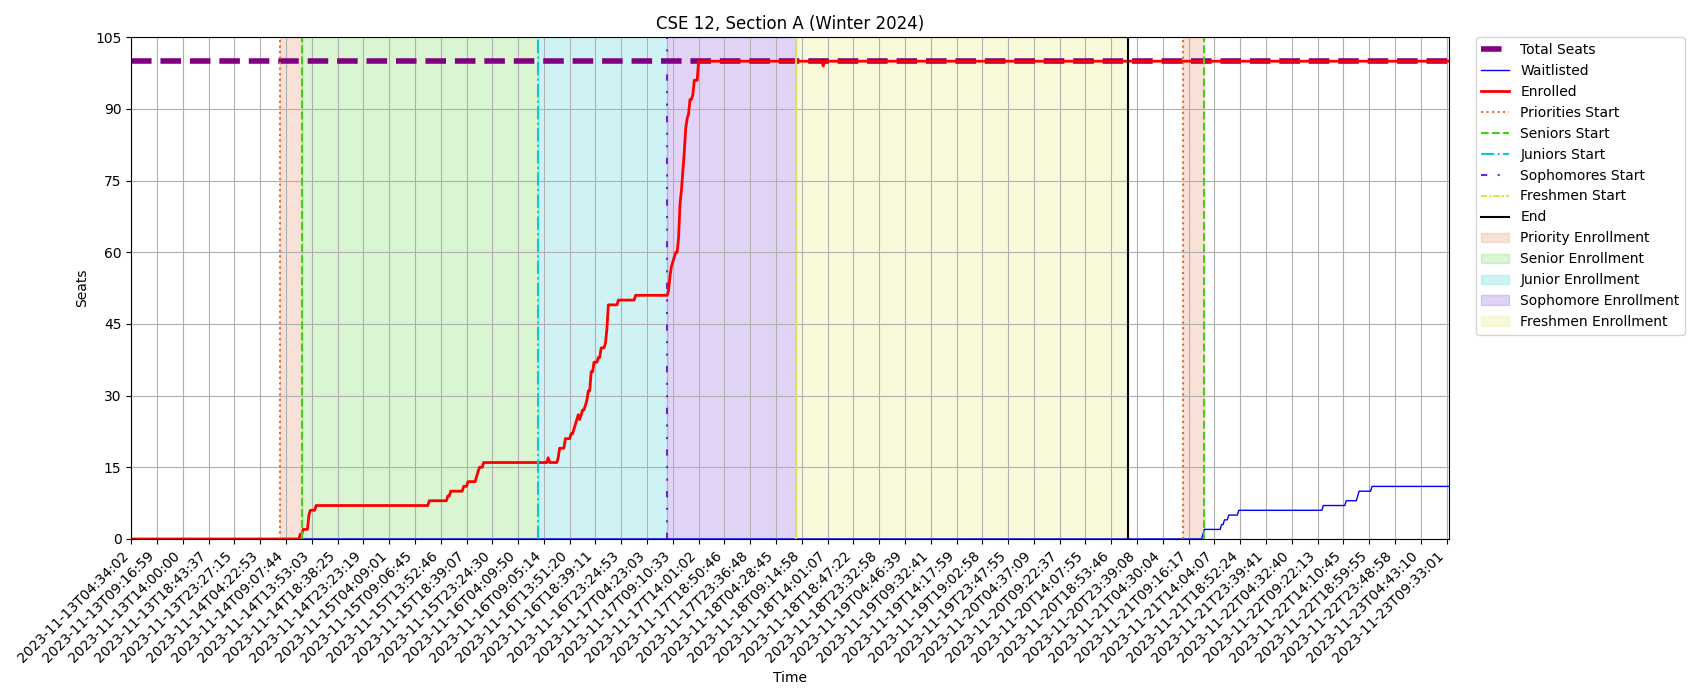 CSE 12, Section A (Winter 2024)
105
90
75
60
45
30
15
0
Seats
2023-11-13T04:34:02
2023-11-13T09:16:59
2023-11-13T14:00:00
2023-11-13T18:43:37
2023-11-13T23:27:15
2023-11-14T04:22:53
2023-11-14T09:07:44
2023-11-14T13:53:03
2023-11-14T18:38:25
2023-11-14T23:23:19
2023-11-15T04:09:01
2023-11-15T09:06:45
2023-11-15T13:52:46
2023-11-15T18:39:07
2023-11-15T23:24:30
2023-11-16T04:09:50
2023-11-16T09:05:14
2023-11-16T13:51:20
2023-11-16T18:39:11
2023-11-16T23:24:53
2023-11-17T04:23:03
2023-11-17T09:10:33
2023-11-17T14:01:02
2023-11-17T18:50:46
2023-11-17T23:36:48
2023-11-18T04:28:45
2023-11-18T09:14:58
2023-11-18T14:01:07
2023-11-18T18:47:22
2023-11-18T23:32:58
2023-11-19T04:46:39
2023-11-19T09:32:41
2023-11-19T14:17:59
2023-11-19T19:02:58
2023-11-19T23:47:55
2023-11-20T04:37:09
2023-11-20T09:22:37
2023-11-20T14:07:55
2023-11-20T18:53:46
2023-11-20T23:39:08
2023-11-21T04:30:04
2023-11-21T09:16:17
2023-11-21T14:04:07
2023-11-21T18:52:24
2023-11-21T23:39:41
2023-11-22T04:32:40
2023-11-22T09:22:13
2023-11-22T14:10:45
2023-11-22T18:59:55
2023-11-22T23:48:58
2023-11-23T04:43:10
2023-11-23T09:33:01
Time
Total Seats
Waitlisted
Enrolled
Priorities Start
Seniors Start
Juniors Start
Sophomores Start
Freshmen Start
End
Priority Enrollment
Senior Enrollment
Junior Enrollment
Sophomore Enrollment
Freshmen Enrollment